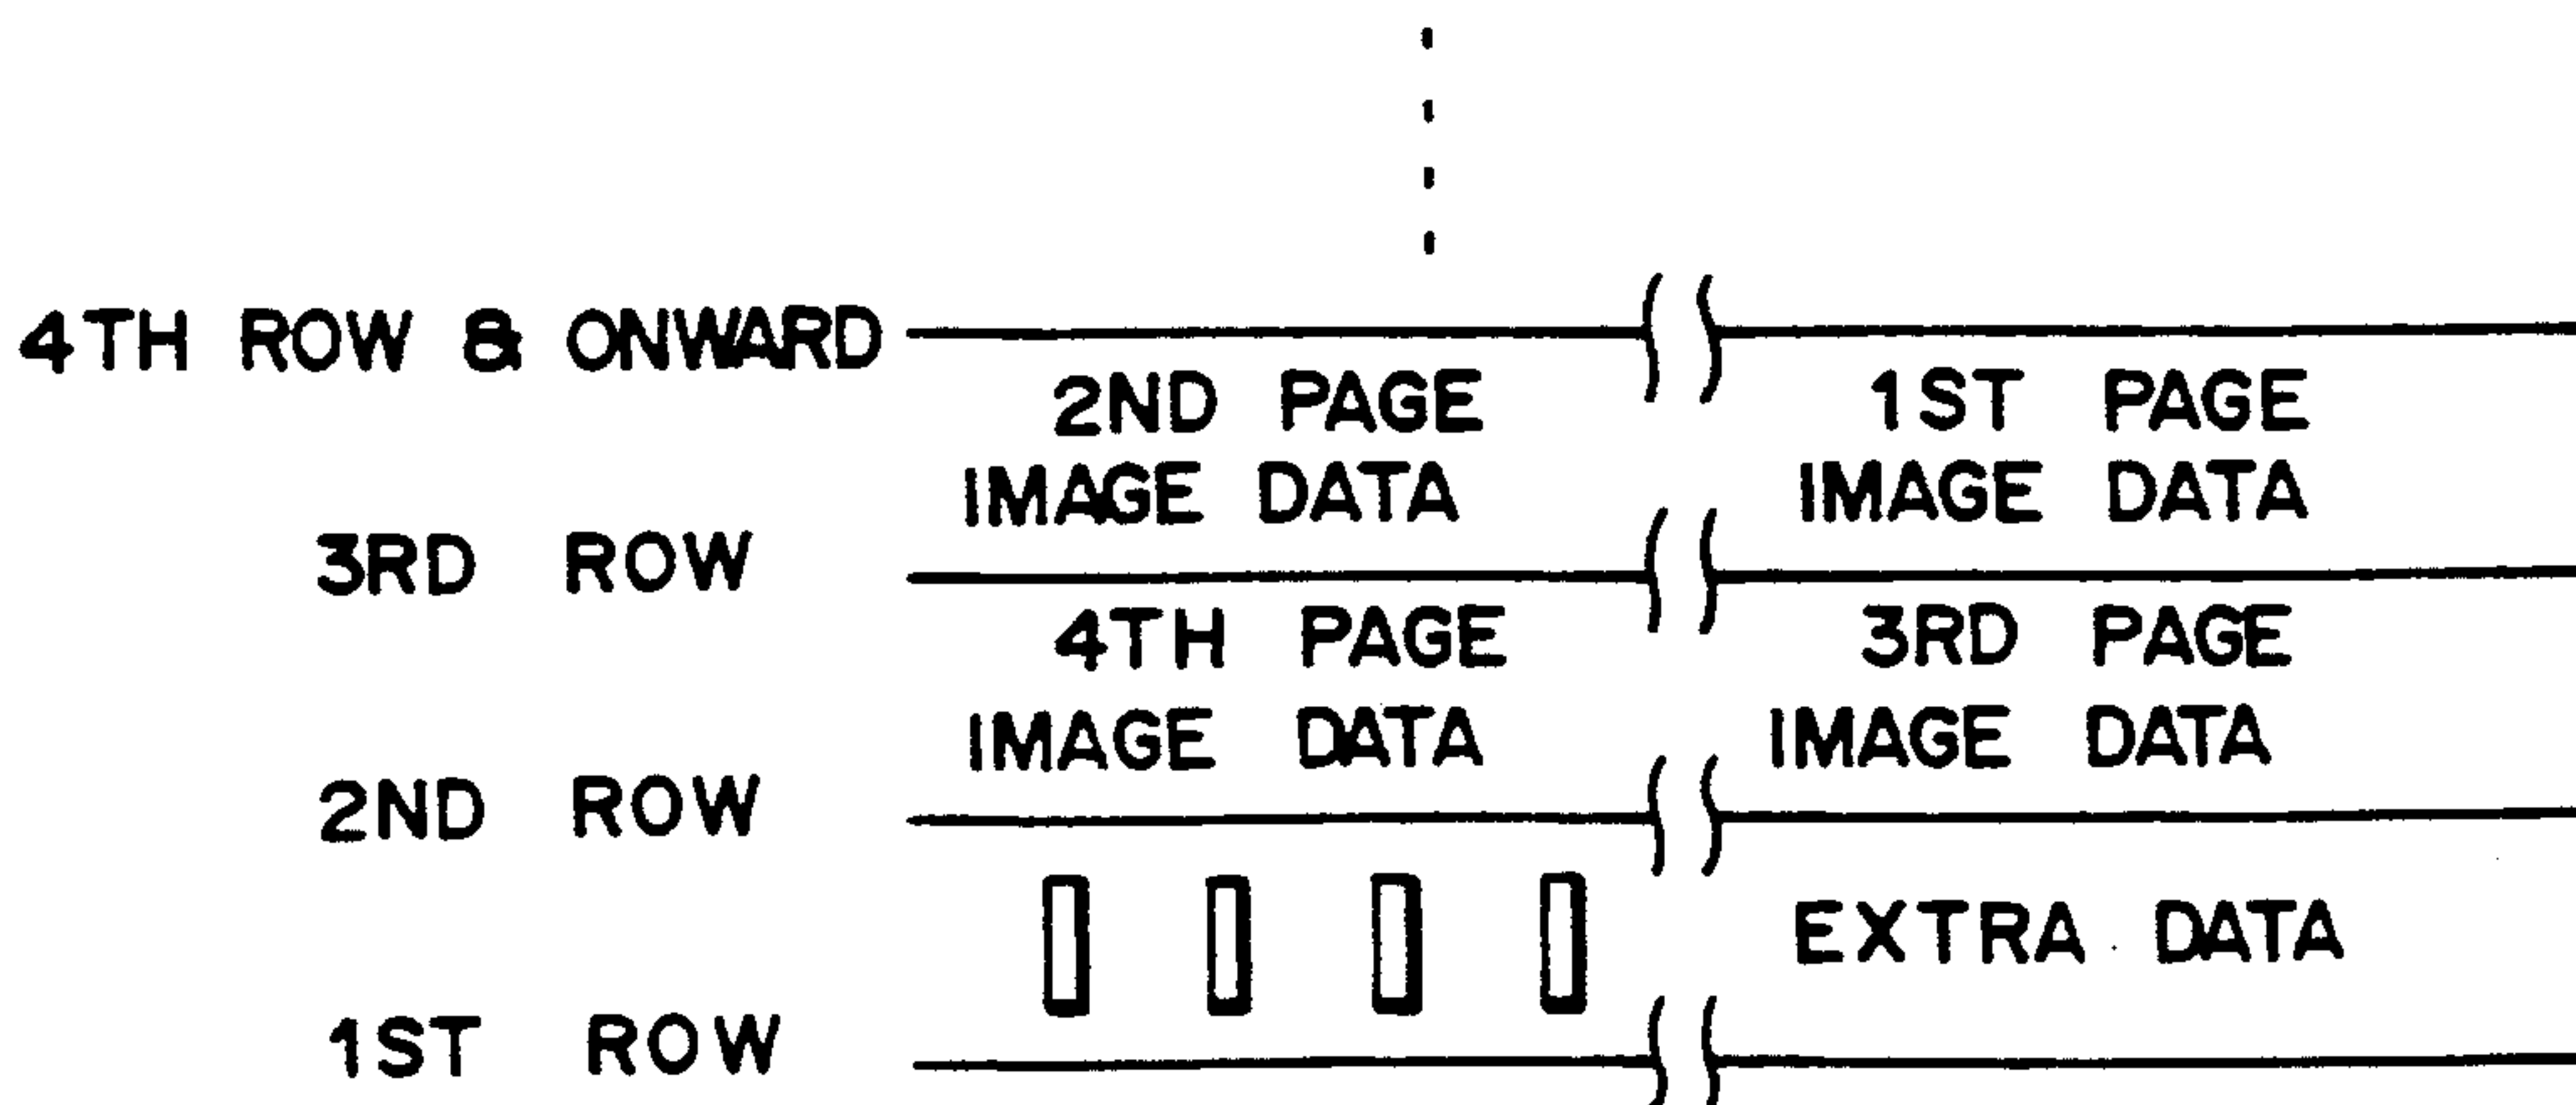 4TH ROW & ONWARD
2ND PAGE 1ST PAGE
IMAGE DATA IMAGE DATA
3RD ROW
4TH PAGE 3RD PAGE
IMAGE DATA IMAGE DATA
2ND ROW
EXTRA DATA
1ST ROW